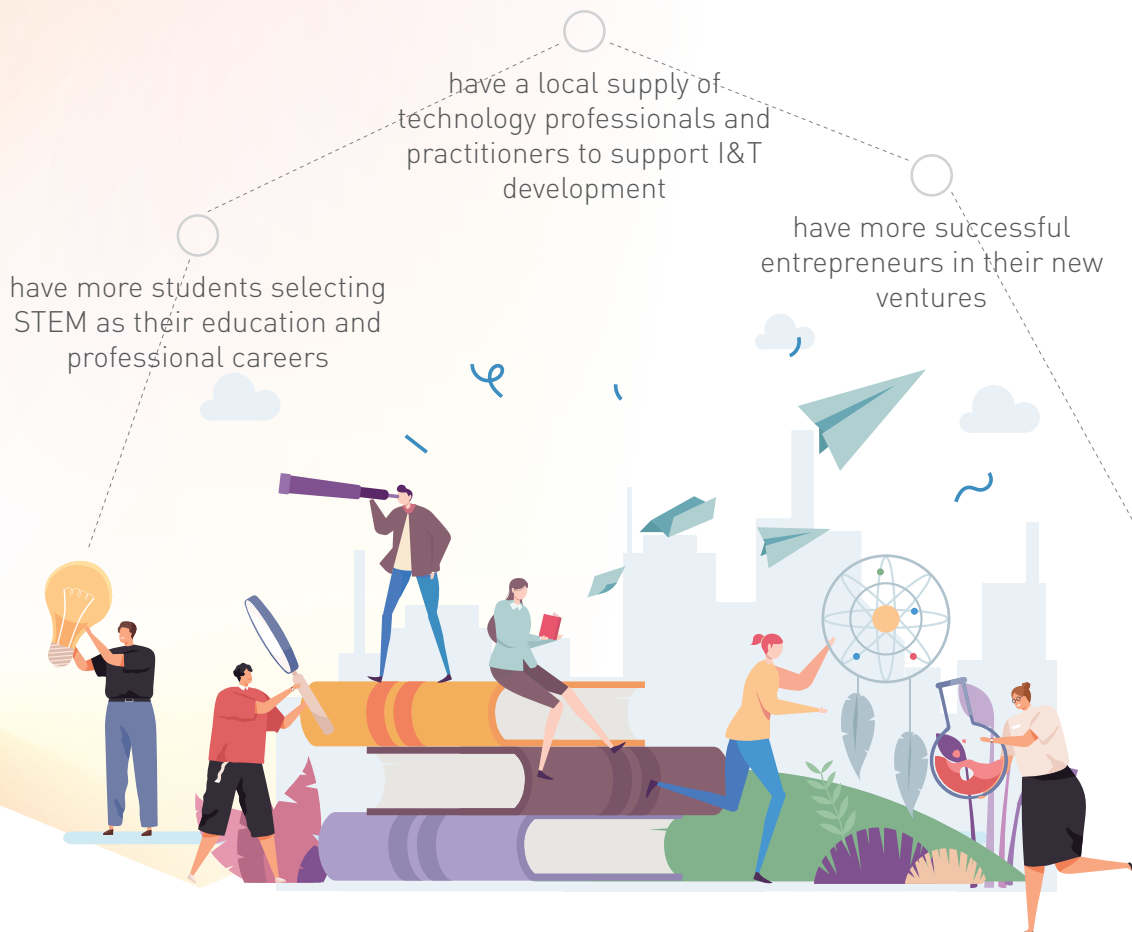 have a local supply of
technology professionals and
practitioners to support I&T
development
have more successful
entrepreneurs in their new
ventures
have more students selecting
STEM as their education and
professional careers